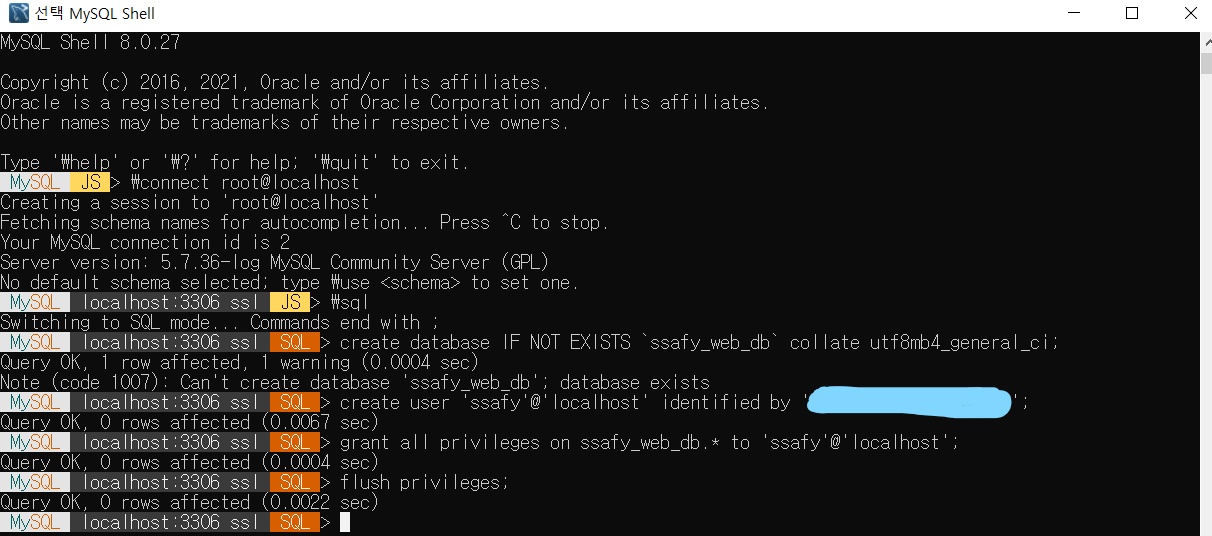 선택 MySQL Shell
MySQL Shell 8.0.27
Copyright (c) 2016, 2021, Oracle and/or its affiliates.
Oracle is a registered trademark of Oracle Corporation and/or its affiliates.
Other names may be trademarks of their respective owners.
Type '₩help' or '₩?' for help; '₩quit' to exit.
MySQL JS > ₩connect root@localhost
Creating a session to 'root@localhost'
Fetching schema names for autocompletion... Press ^C to stop.
Your MySQL connection id is 2
Server version: 5.7.36-log MySQL Community Server (GPL)
No default schema selected; type ₩use <schema> to set one.
MySQL localhost:3306 ssl JS > ₩sql
Switching to SQL mode... Commands end with ;
MySQL localhost:3306 ssl SQL > create database IF NOT EXISTS `ssafy_web_db` collate utf8mb4_general_ci;
Query OK, 1 row affected, 1 warning (0.0004 sec)
Note (code 1007): Can't create database 'ssafy_web_db'; database exists
MySQL localhost:3306 ssl SQL > create user 'ssafy'@'localhost' identified by '';
Query OK, 0 rows affected (0.0067 sec)
MySQL localhost:3306 ssl SQL > grant all privileges on ssafy_web_db.* to 'ssafy'@'localhost';
Query OK, 0 rows affected (0.0004 sec)
MySQL localhost:3306 ssl SQL > flush privileges;
Query OK, 0 rows affected (0.0022 sec)
MySQL localhost:3306 ssl SQL >